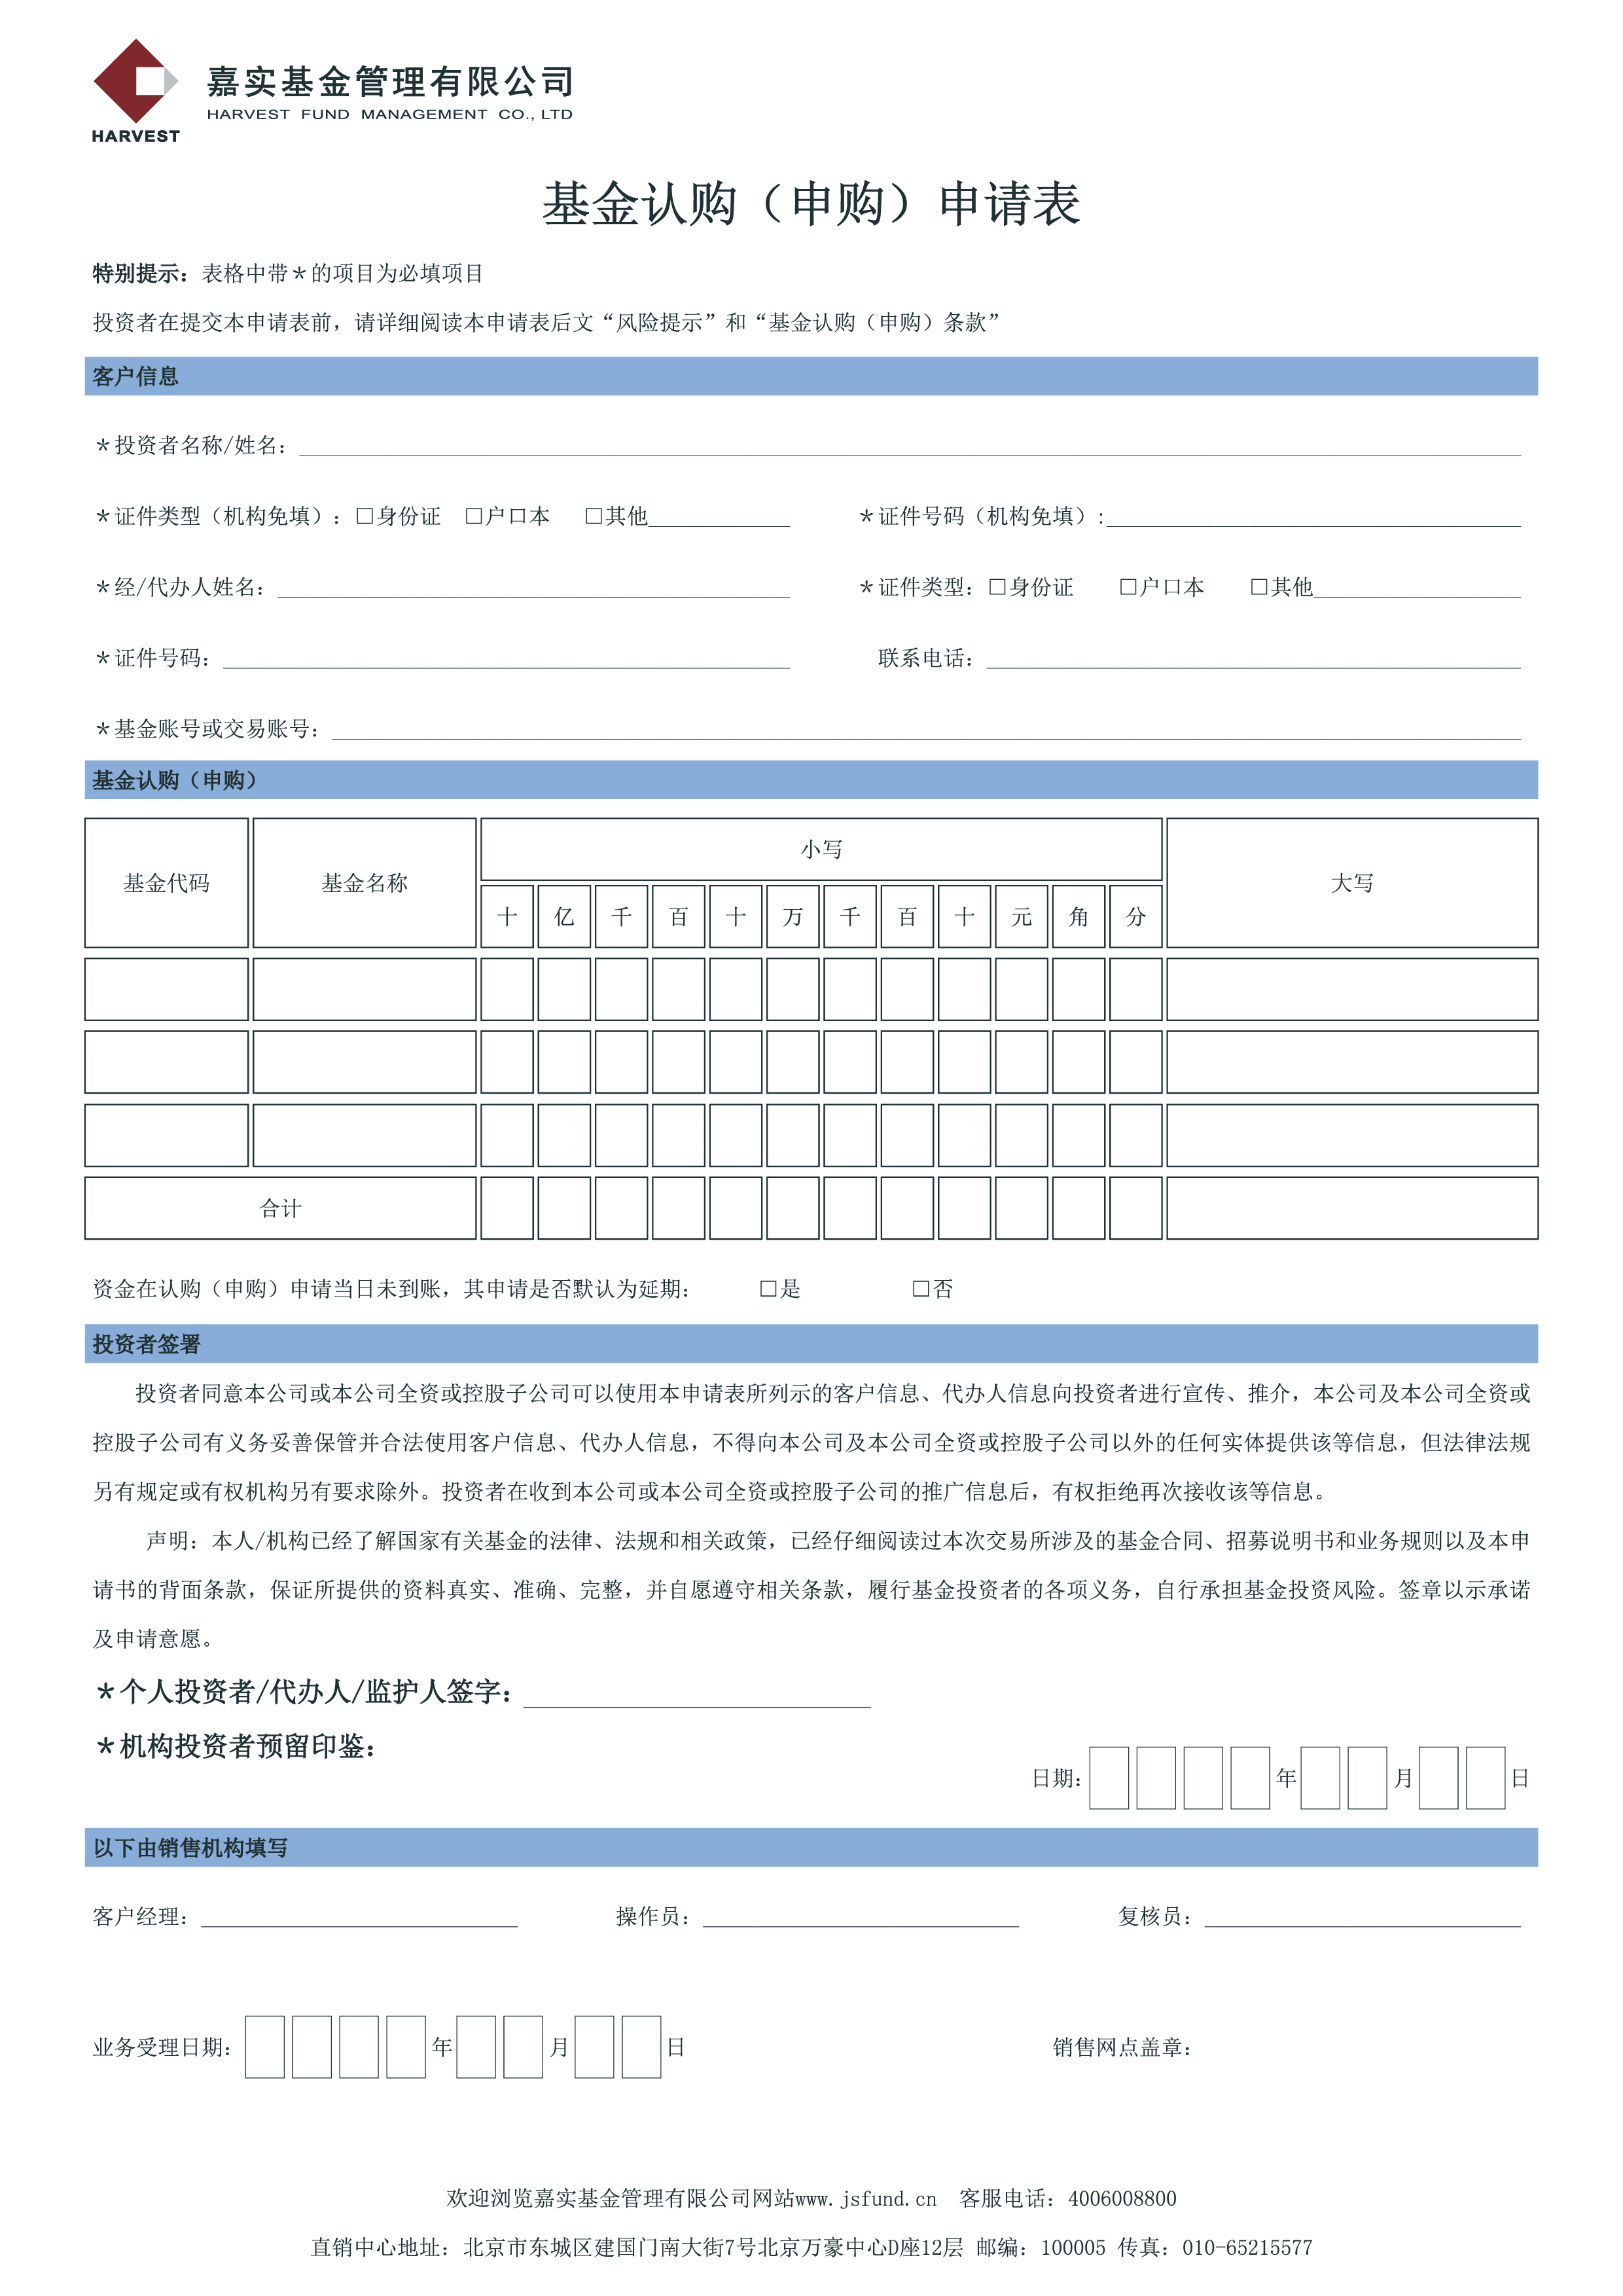 嘉实基金管理有限公司
HARVEST FUND MANAGEMENT CO., LTD
HARVEST
基金认购（申购）申请表
特别提示：表格中带＊的项目为必填项目
投资者在提交本申请表前，请详细阅读本申请表后文“风险提示”和“基金认购（申购）条款”
客户信息
＊投资者名称/姓名：
＊证件类型（机构免填）：□身份证 □户口本 □其他 ＊证件号码（机构免填）:
＊经/代办人姓名： ＊证件类型：□身份证 □户口本 □其他
＊证件号码： 联系电话：
＊基金账号或交易账号：
基金认购（申购）
基金代码 基金名称 小写 大写
十 亿 千 百 十 万 千 百 十 元 角 分
合计
资金在认购（申购）申请当日未到账，其申请是否默认为延期： □是 □否
投资者签署
投资者同意本公司或本公司全资或控股子公司可以使用本申请表所列示的客户信息、代办人信息向投资者进行宣传、推介，本公司及本公司全资或
控股子公司有义务妥善保管并合法使用客户信息、代办人信息，不得向本公司及本公司全资或控股子公司以外的任何实体提供该等信息，但法律法规
另有规定或有权机构另有要求除外。投资者在收到本公司或本公司全资或控股子公司的推广信息后，有权拒绝再次接收该等信息。
声明：本人/机构已经了解国家有关基金的法律、法规和相关政策，已经仔细阅读过本次交易所涉及的基金合同、招募说明书和业务规则以及本申
请书的背面条款，保证所提供的资料真实、准确、完整，并自愿遵守相关条款，履行基金投资者的各项义务，自行承担基金投资风险。签章以示承诺
及申请意愿。
＊个人投资者/代办人/监护人签字：
＊机构投资者预留印鉴：
日期： 年 月 日
以下由销售机构填写
客户经理： 操作员： 复核员：
业务受理日期： 年 月 日 销售网点盖章：
欢迎浏览嘉实基金管理有限公司网站www.jsfund.cn 客服电话：4006008800
直销中心地址：北京市东城区建国门南大街7号北京万豪中心D座12层 邮编：100005 传真：010-65215577